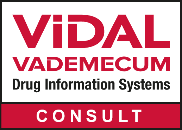 ViDAL
VADEMECUM
Drug Information Systems
CONSULT